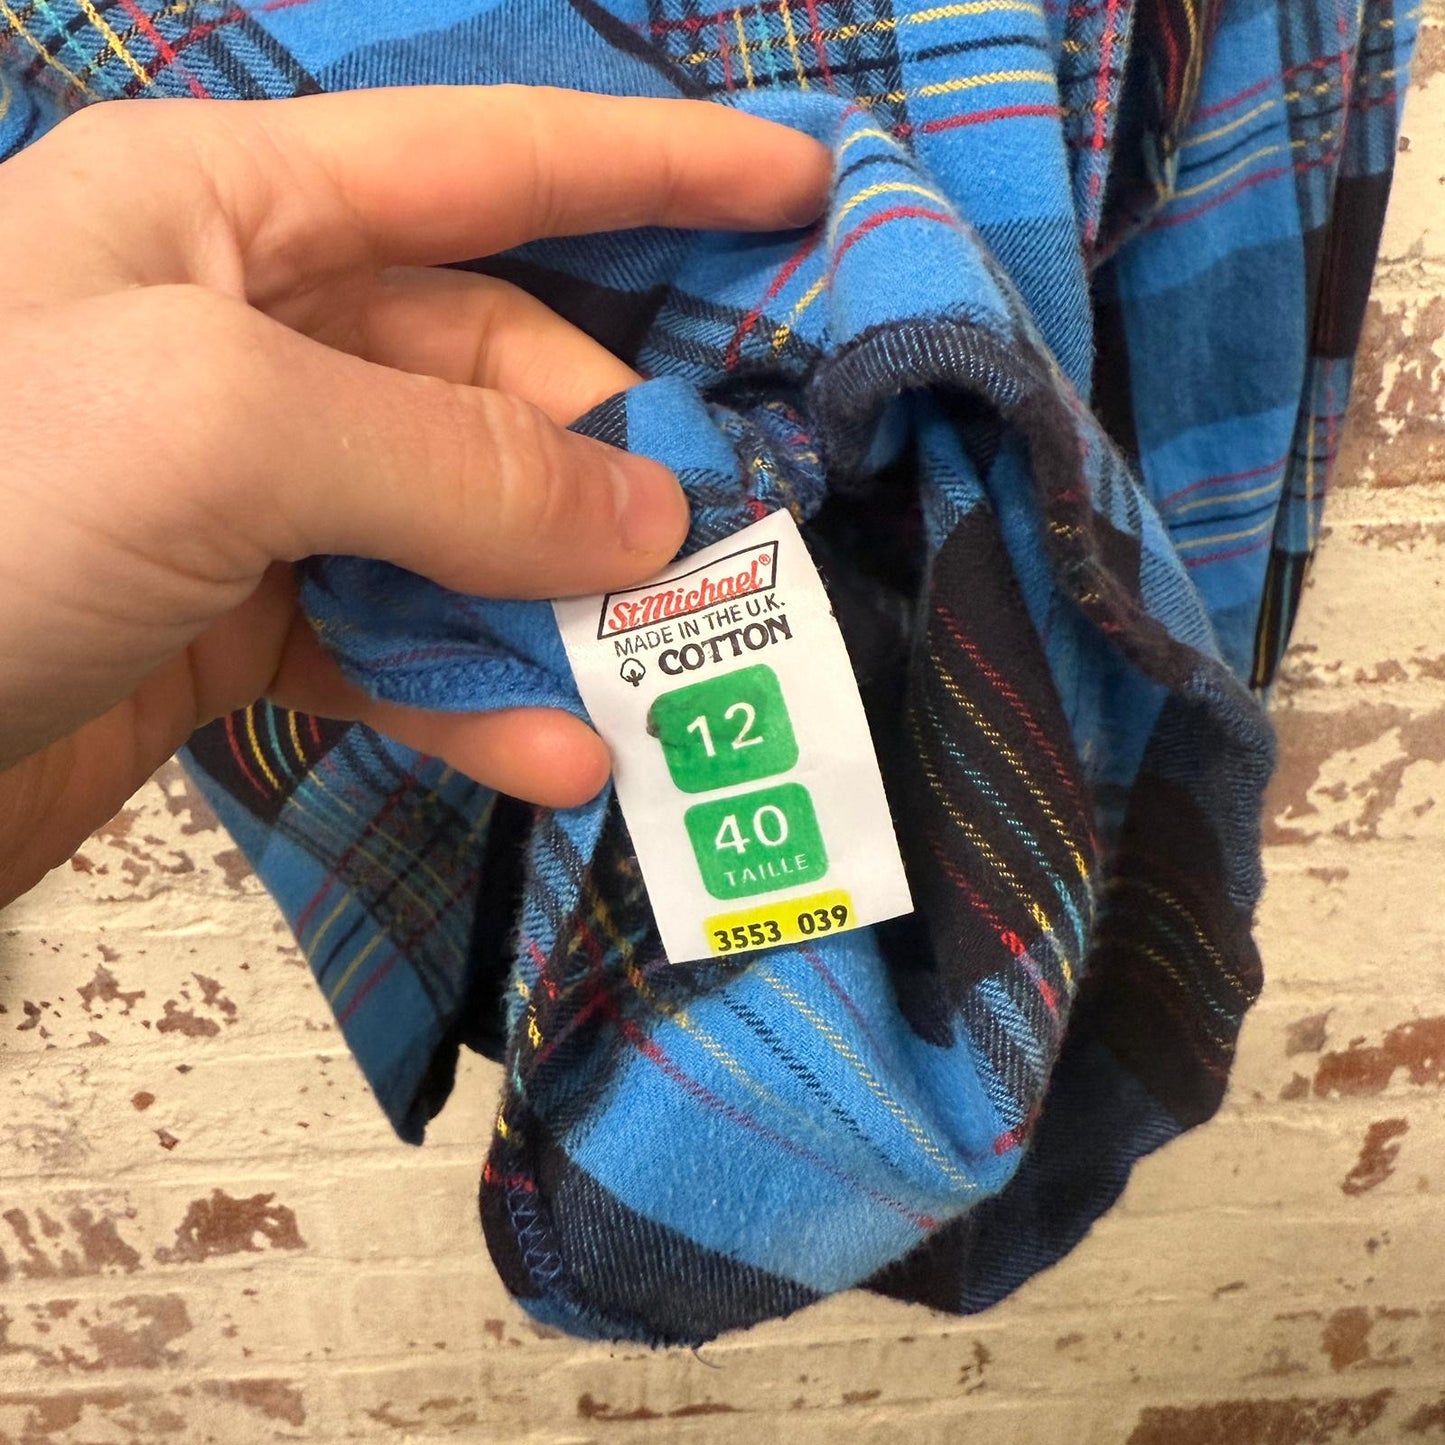 StMichael®
MADE IN THE U.K.
COTTON
12
40
TAILLE
3553 039